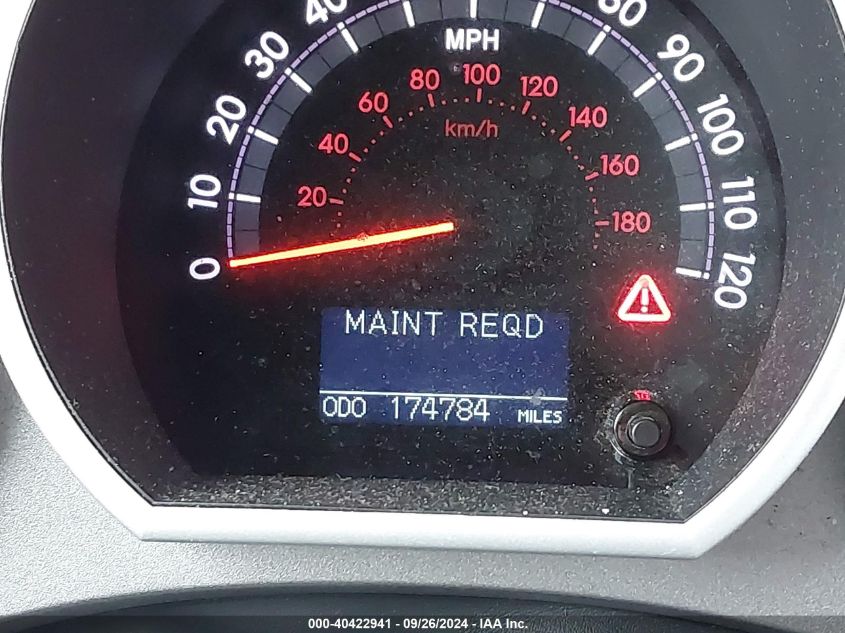 0 10 20 30 40 80 90 100 110 120
MPH
20 40 60 80 100 120 140 160 180
km/h
MAINT REQD
ODO 174784 MILES
000-40422941 - 09/26/2024 - IAA Inc.